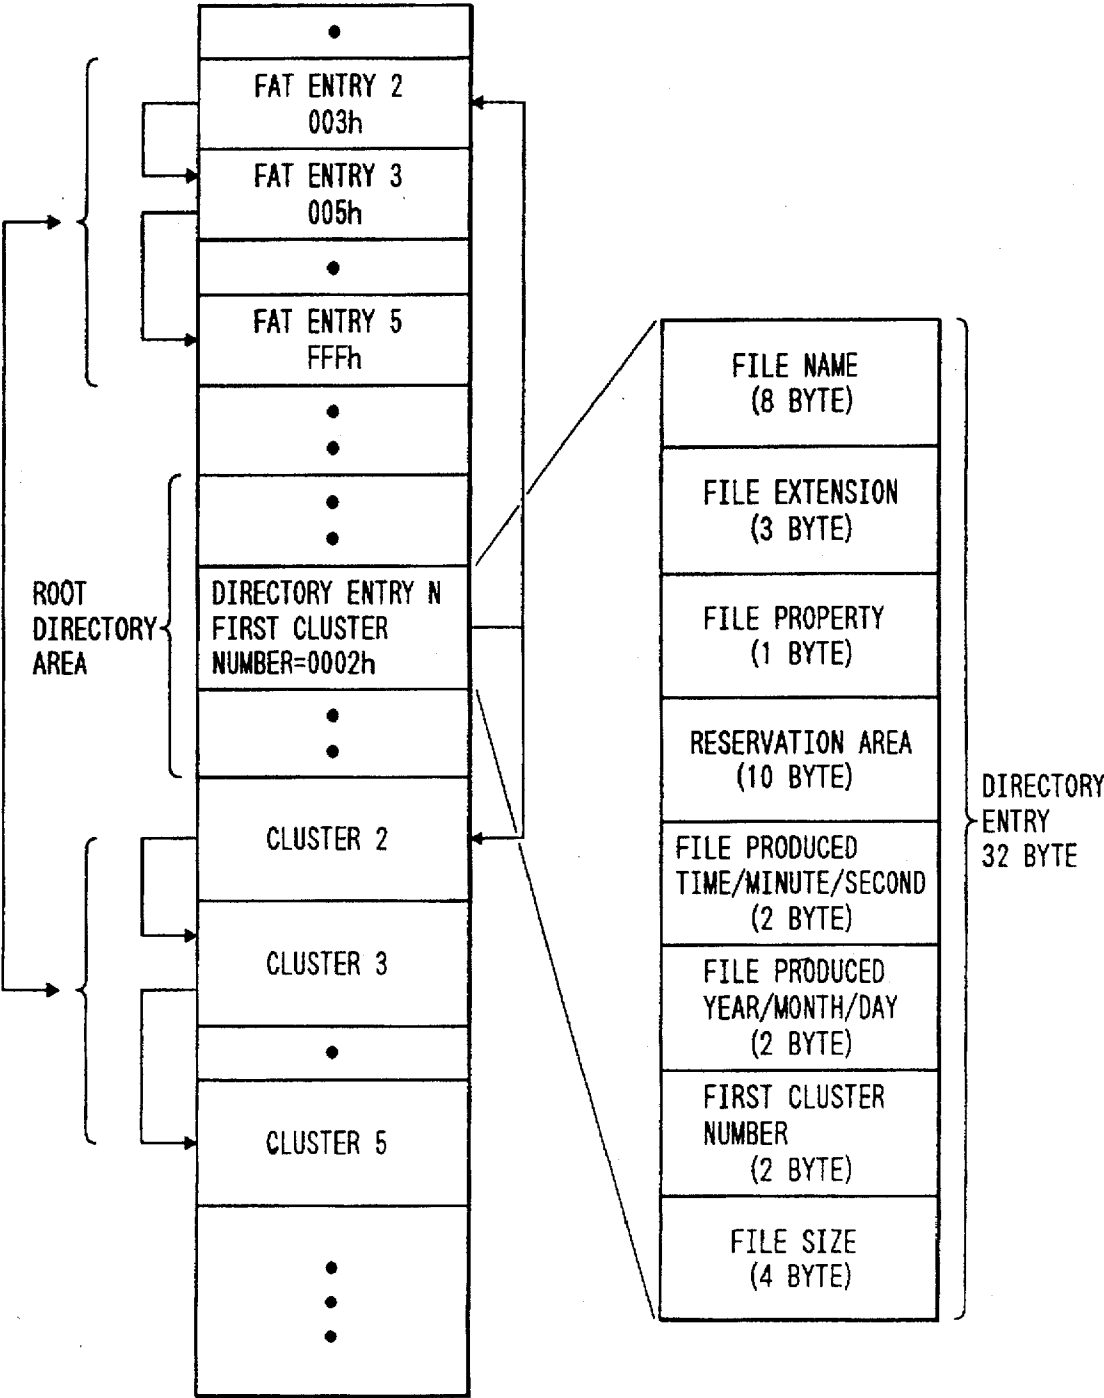 FAT ENTRY 2
003h
FAT ENTRY 3
005h
FAT ENTRY 5
FFFh
ROOT
DIRECTORY
AREA
DIRECTORY ENTRY N
FIRST CLUSTER
NUMBER=0002h
CLUSTER 2
CLUSTER 3
CLUSTER 5
FILE NAME
(8 BYTE)
FILE EXTENSION
(3 BYTE)
FILE PROPERTY
(1 BYTE)
RESERVATION AREA
(10 BYTE)
FILE PRODUCED
TIME/MINUTE/SECOND
(2 BYTE)
FILE PRODUCED
YEAR/MONTH/DAY
(2 BYTE)
FIRST CLUSTER
NUMBER
(2 BYTE)
FILE SIZE
(4 BYTE)
DIRECTORY
ENTRY
32 BYTE